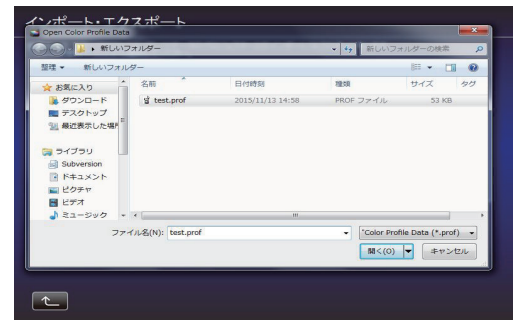 インポート・エクスポート
Open Color Profile Data
新しいフォルダー
新しいフォルダーの検索
整理 新しいフォルダー
名前 日付時刻 種類 サイズ タグ
お気に入り
ダウンロード
デスクトップ
最近表示した場所
ライブラリ
Subversion
ドキュメント
ピクチャ
ビデオ
ミュージック
test.prof 2015/11/13 14:58 PROF ファイル 53 KB
ファイル名(N): test.prof
"Color Profile Data (*.prof)
開く(O) キャンセル